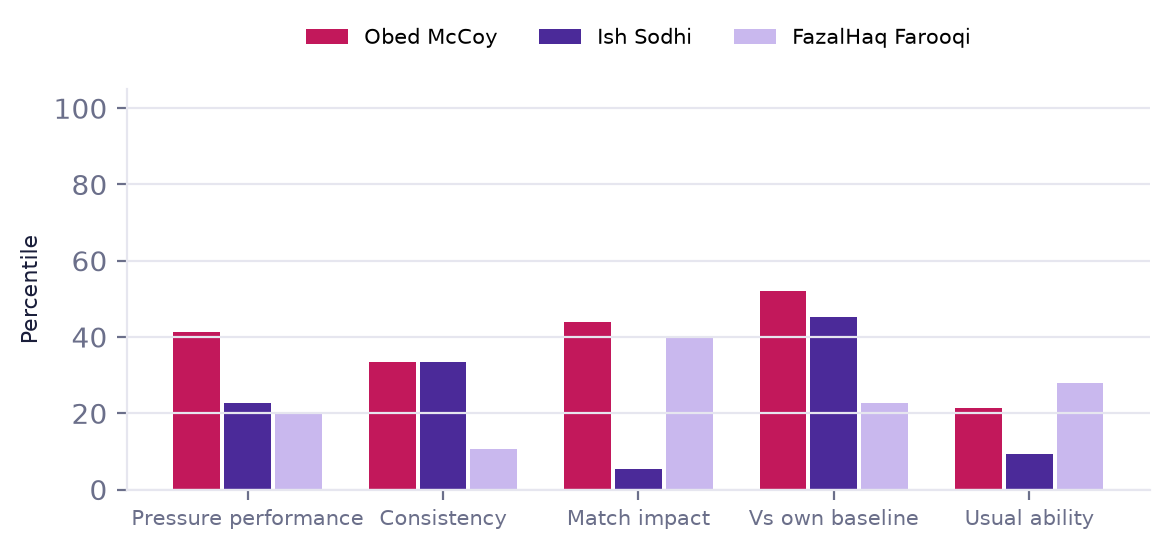 Obed McCoy Ish Sodhi FazalHaq Farooqi
Percentile
100
80
60
40
20
0
Pressure performance Consistency Match impact Vs own baseline Usual ability